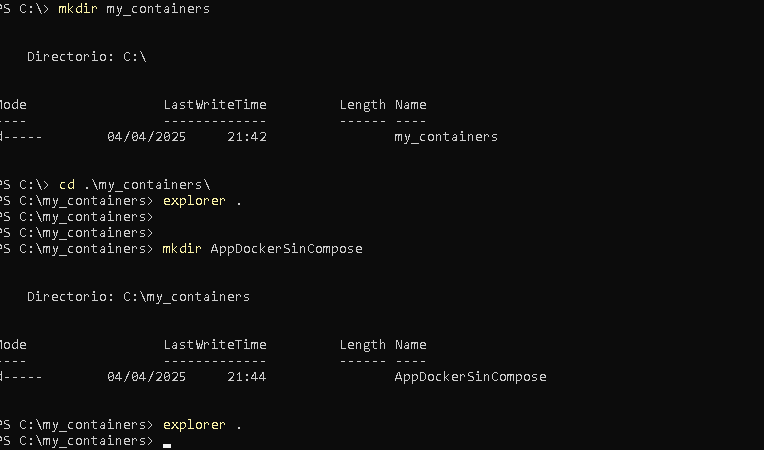 PS C:\> mkdir my_containers
Directorio: C:\
Mode LastWriteTime Length Name
---- ------------- ------ ----
d----- 04/04/2025 21:42 my_containers
PS C:\> cd .\my_containers\
PS C:\my_containers> explorer .
PS C:\my_containers>
PS C:\my_containers>
PS C:\my_containers> mkdir AppDockerSinCompose
Directorio: C:\my_containers
Mode LastWriteTime Length Name
---- ------------- ------ ----
d----- 04/04/2025 21:44 AppDockerSinCompose
PS C:\my_containers> explorer .
PS C:\my_containers>